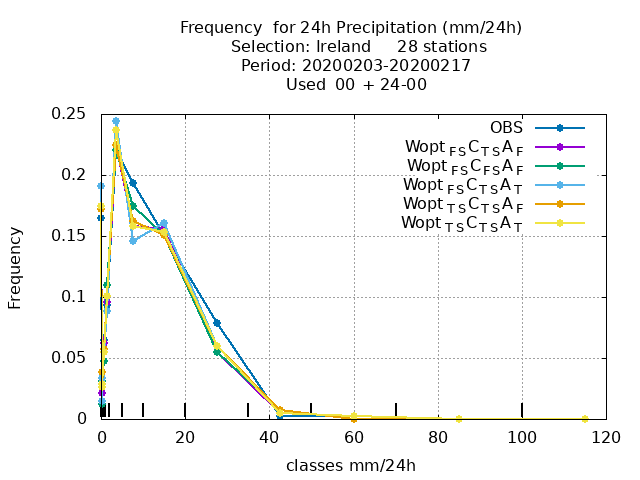 Frequency  for 24h Precipitation (mm/24h)
Selection: Ireland     28 stations
Period: 20200203-20200217
Used  00 + 24-00
OBS
Wopt FS C TS A F
Wopt FS C FS A F
Wopt FS C TS A T
Wopt TS C TS A F
Wopt TS C TS A T
Frequency
0.25
0.2
0.15
0.1
0.05
0
0 20 40 60 80 100 120
classes mm/24h